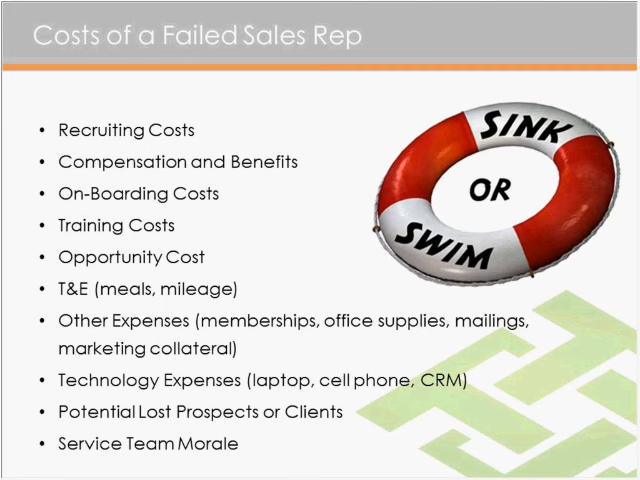 Costs of a Failed Sales Rep
SINK
OR
SWIM
• Recruiting Costs
• Compensation and Benefits
• On-Boarding Costs
• Training Costs
• Opportunity Cost
• T&E (meals, mileage)
• Other Expenses (memberships, office supplies, mailings,
marketing collateral)
• Technology Expenses (laptop, cell phone, CRM)
• Potential Lost Prospects or Clients
• Service Team Morale